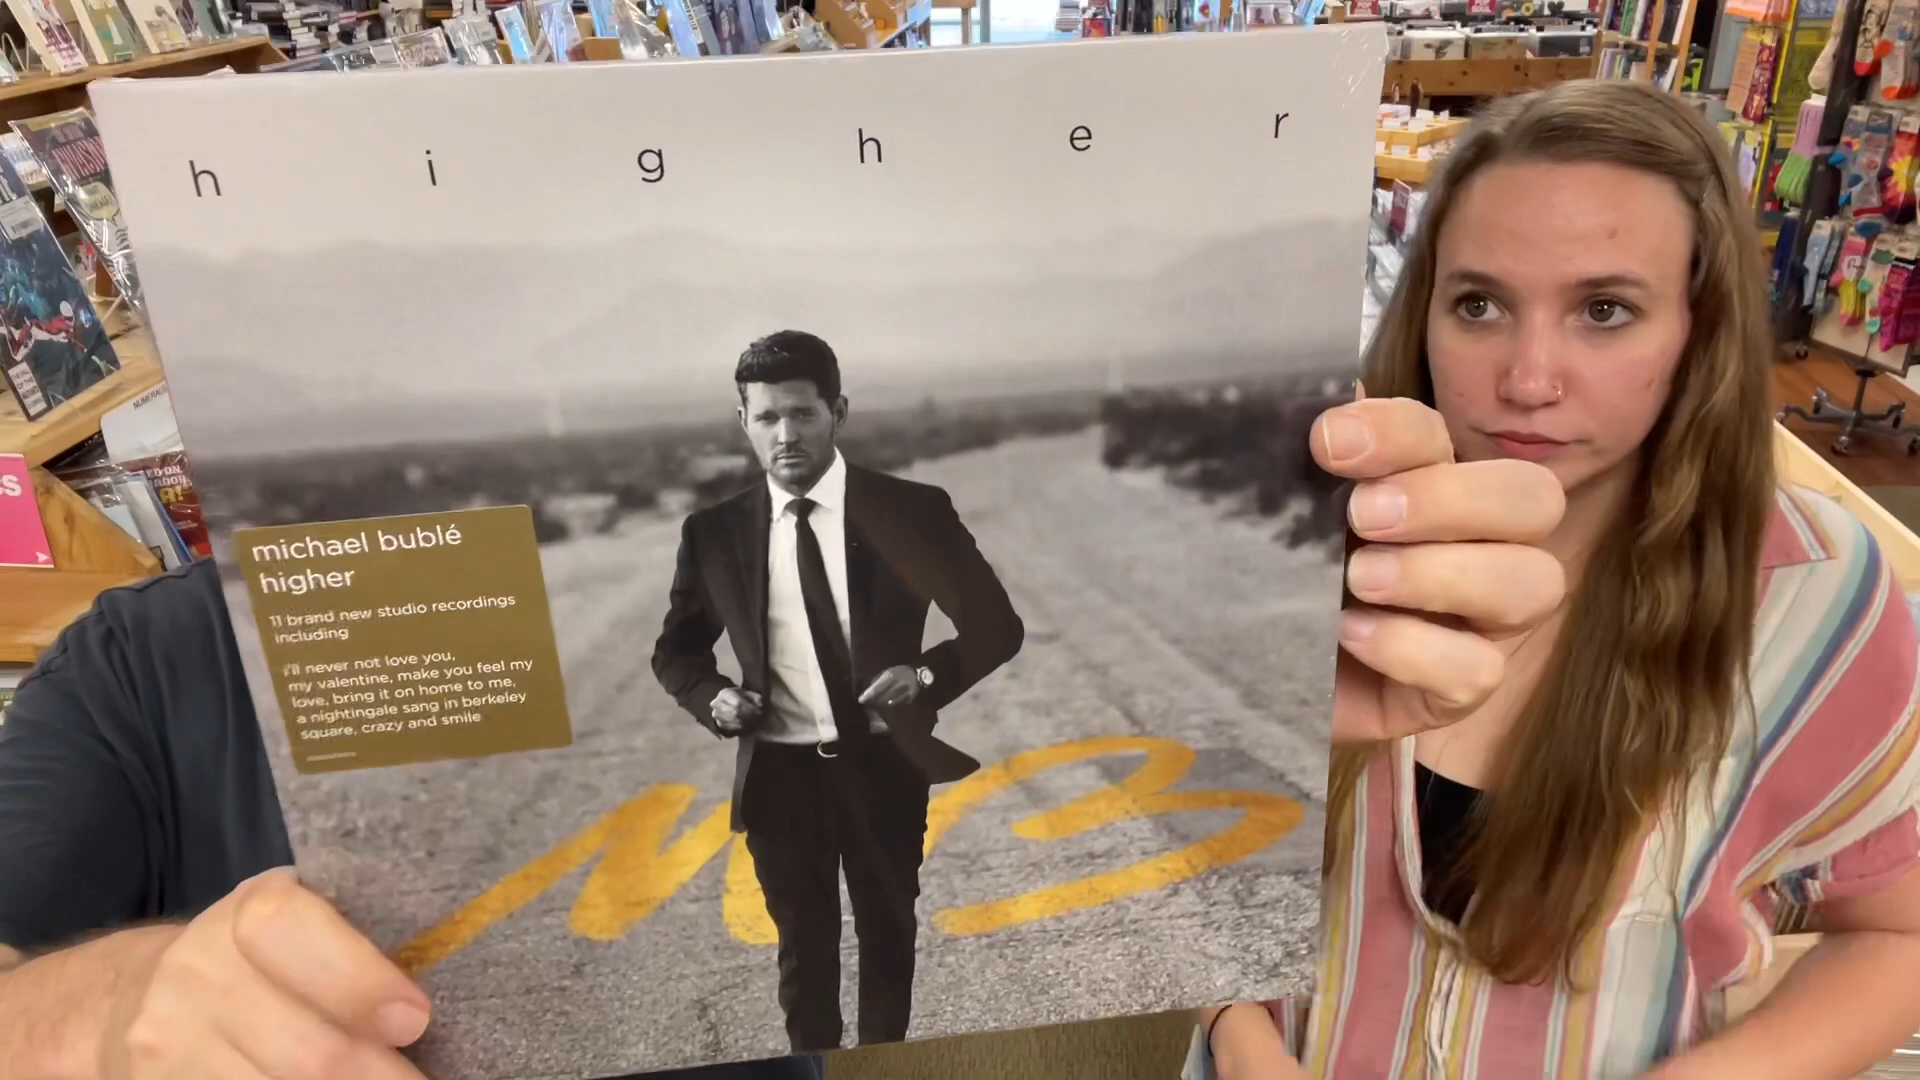 h i g h e r
michael bublé
higher
11 brand new studio recordings
including
i'll never not love you,
my valentine, make you feel my
love, bring it on home to me,
a nightingale sang in berkeley
square, crazy and smile
MB